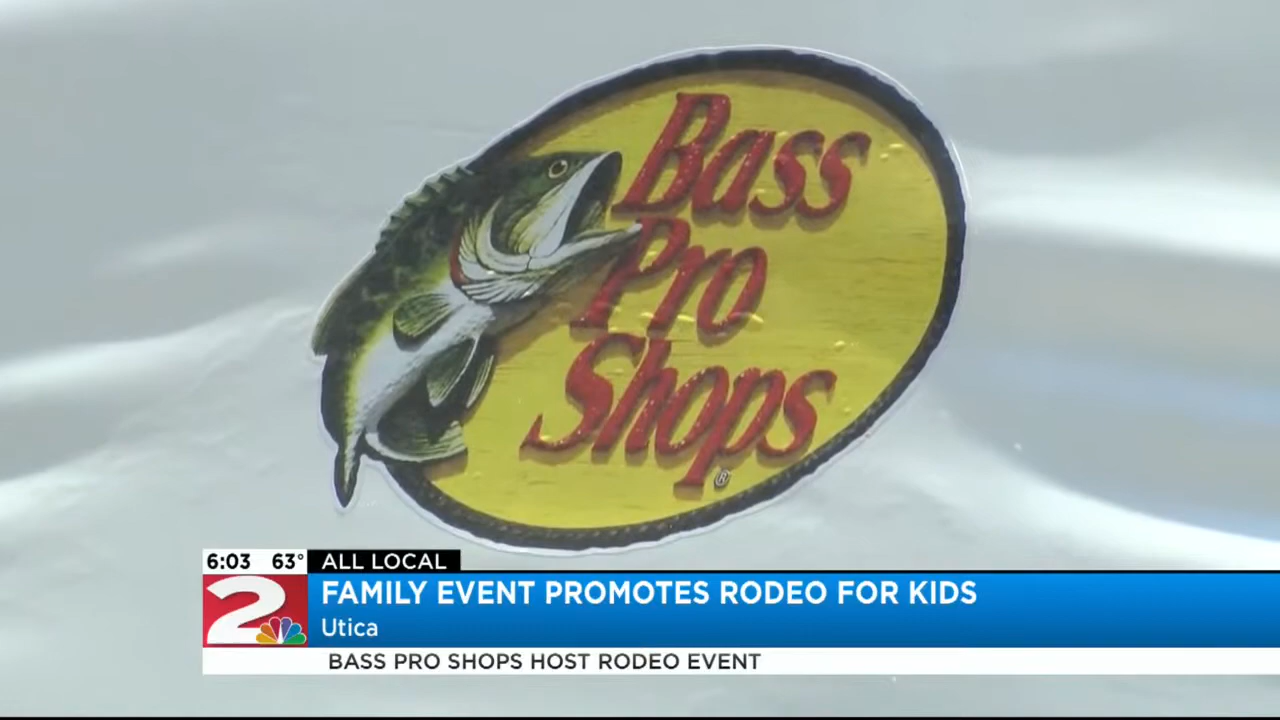 Bass
Pro
Shops
®
6:03 63° ALL LOCAL
2
FAMILY EVENT PROMOTES RODEO FOR KIDS
Utica
BASS PRO SHOPS HOST RODEO EVENT